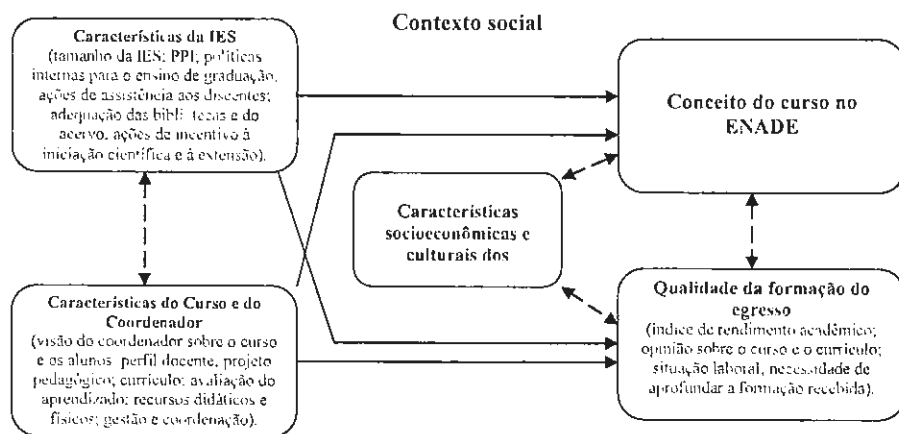 Contexto social
Características da IES
(tamanho da IES; PPI; políticas
internas para o ensino de graduação,
ações de assistência aos discentes;
adequação das bibl tecas e do
acervo, ações de incentivo à
iniciação científica e à extensão).
Conceito do curso no
ENADE
Características
socioeconômicas e
culturais dos
Características do Curso e do
Coordenador
(visão do coordenador sobre o curso
e os alunos perfil docente, projeto
pedagógico; currículo; avaliação do
aprendizado; recursos didáticos e
físicos; gestão e coordenação).
Qualidade da formação do
egresso
(índice de rendimento acadêmico;
opinião sobre o curso e o currículo;
situação laboral, necessidade de
aprofundar a formação recebida).